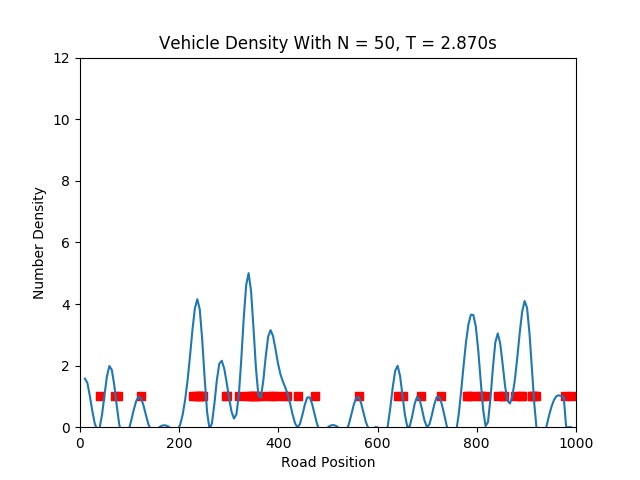 Vehicle Density With N = 50, T = 2.870s
12
10
8
6
4
2
0
Number Density
0 200 400 600 800 1000
Road Position